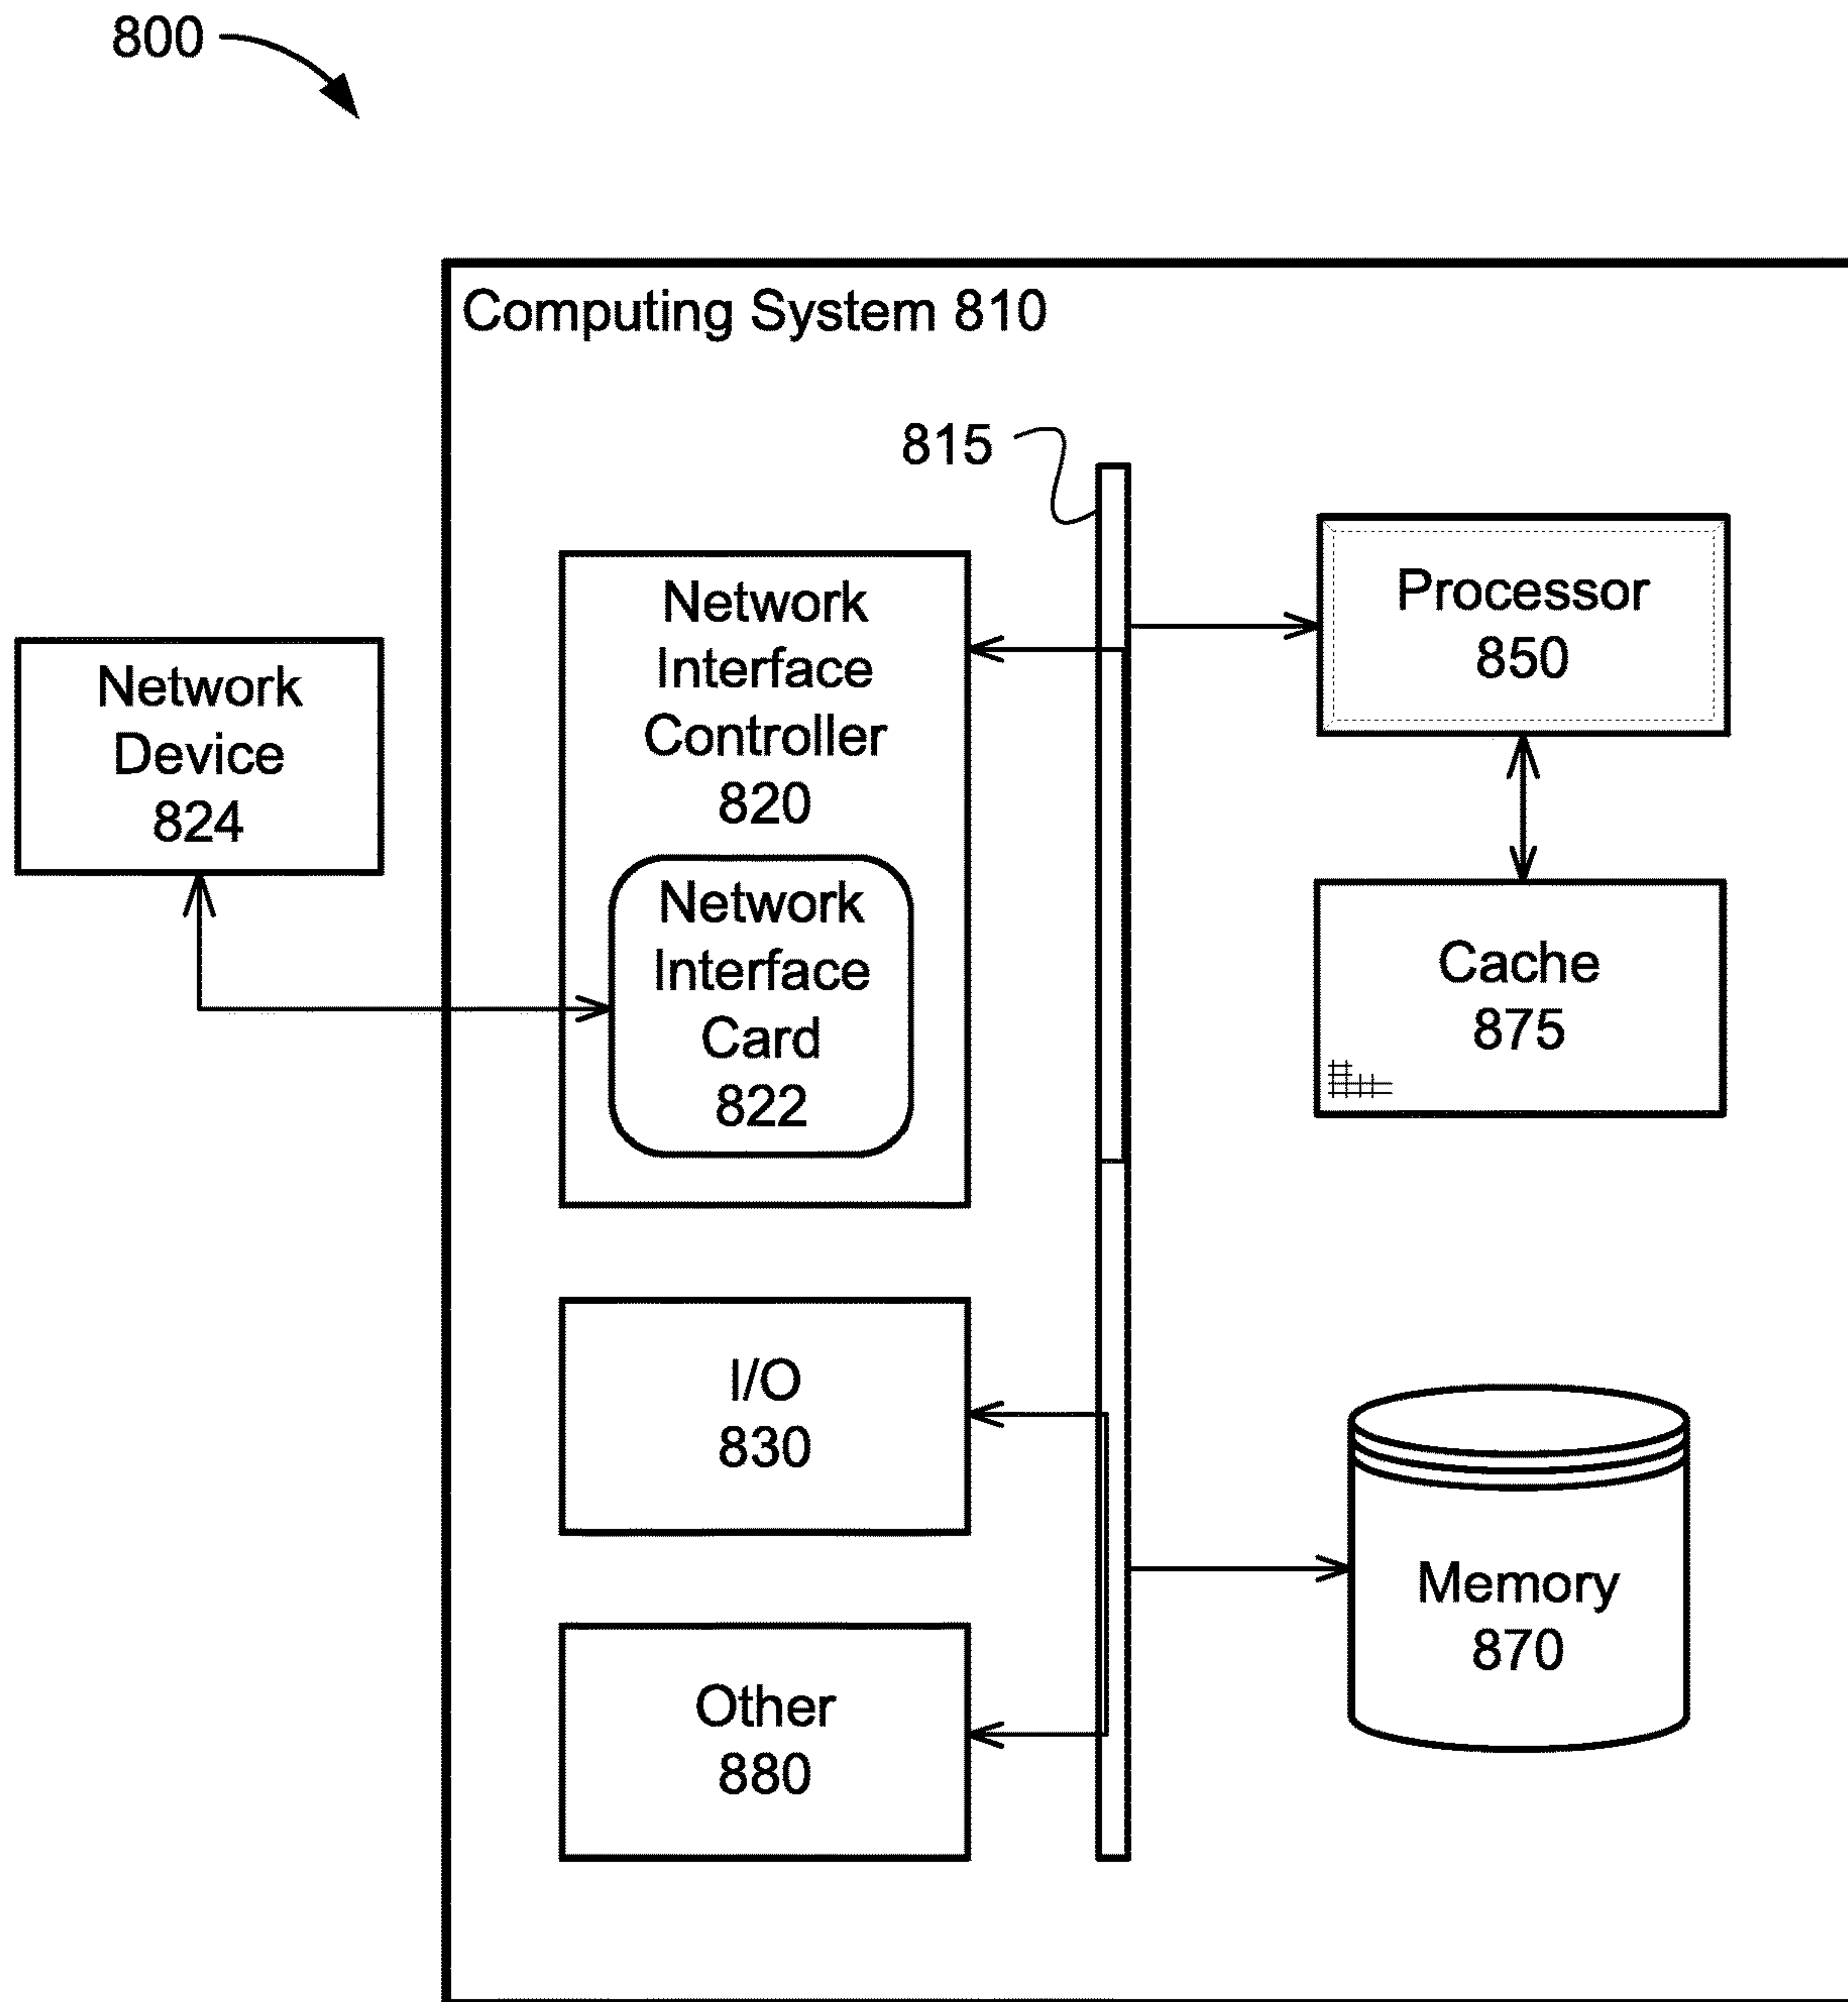 800
Computing System 810
815
Network
Interface
Controller
820
Network
Interface
Card
822
Network
Device
824
Processor
850
Cache
875
I/O
830
Memory
870
Other
880